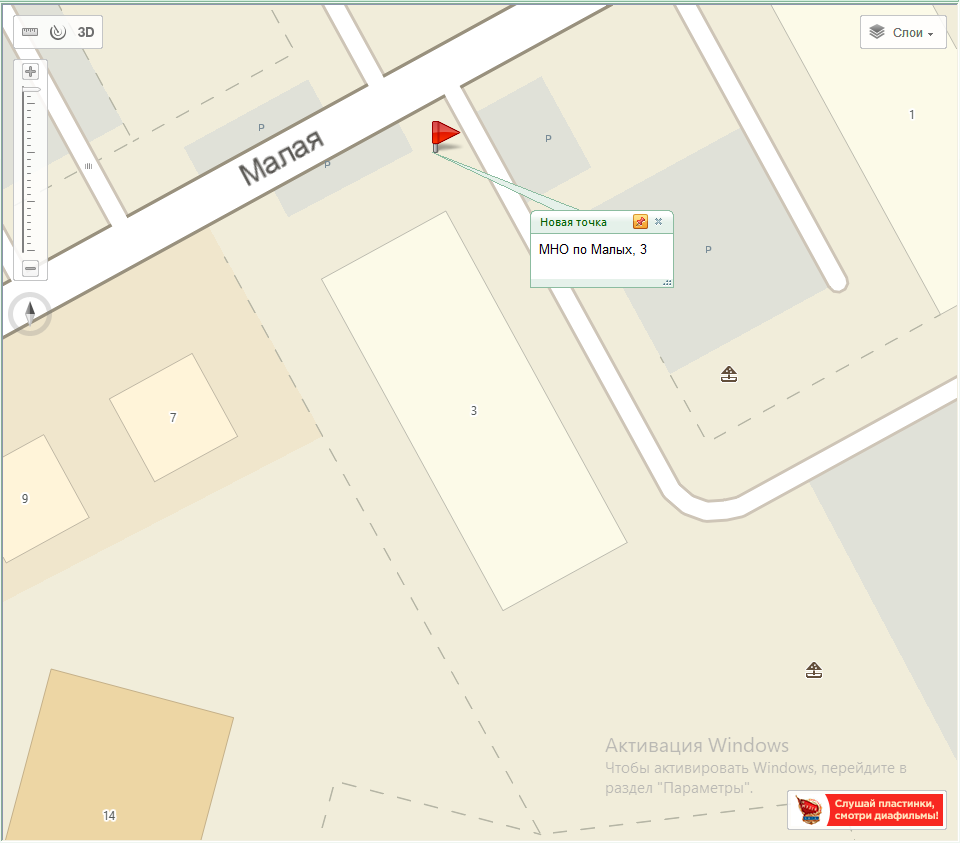 3D
Слои
1
P
P
P
Малая
Новая точка
МНО по Малых, 3
P
3
7
9
14
Активация Windows
Чтобы активировать Windows, перейдите в
раздел "Параметры".
Слушай пластинки,
смотри диафильмы!